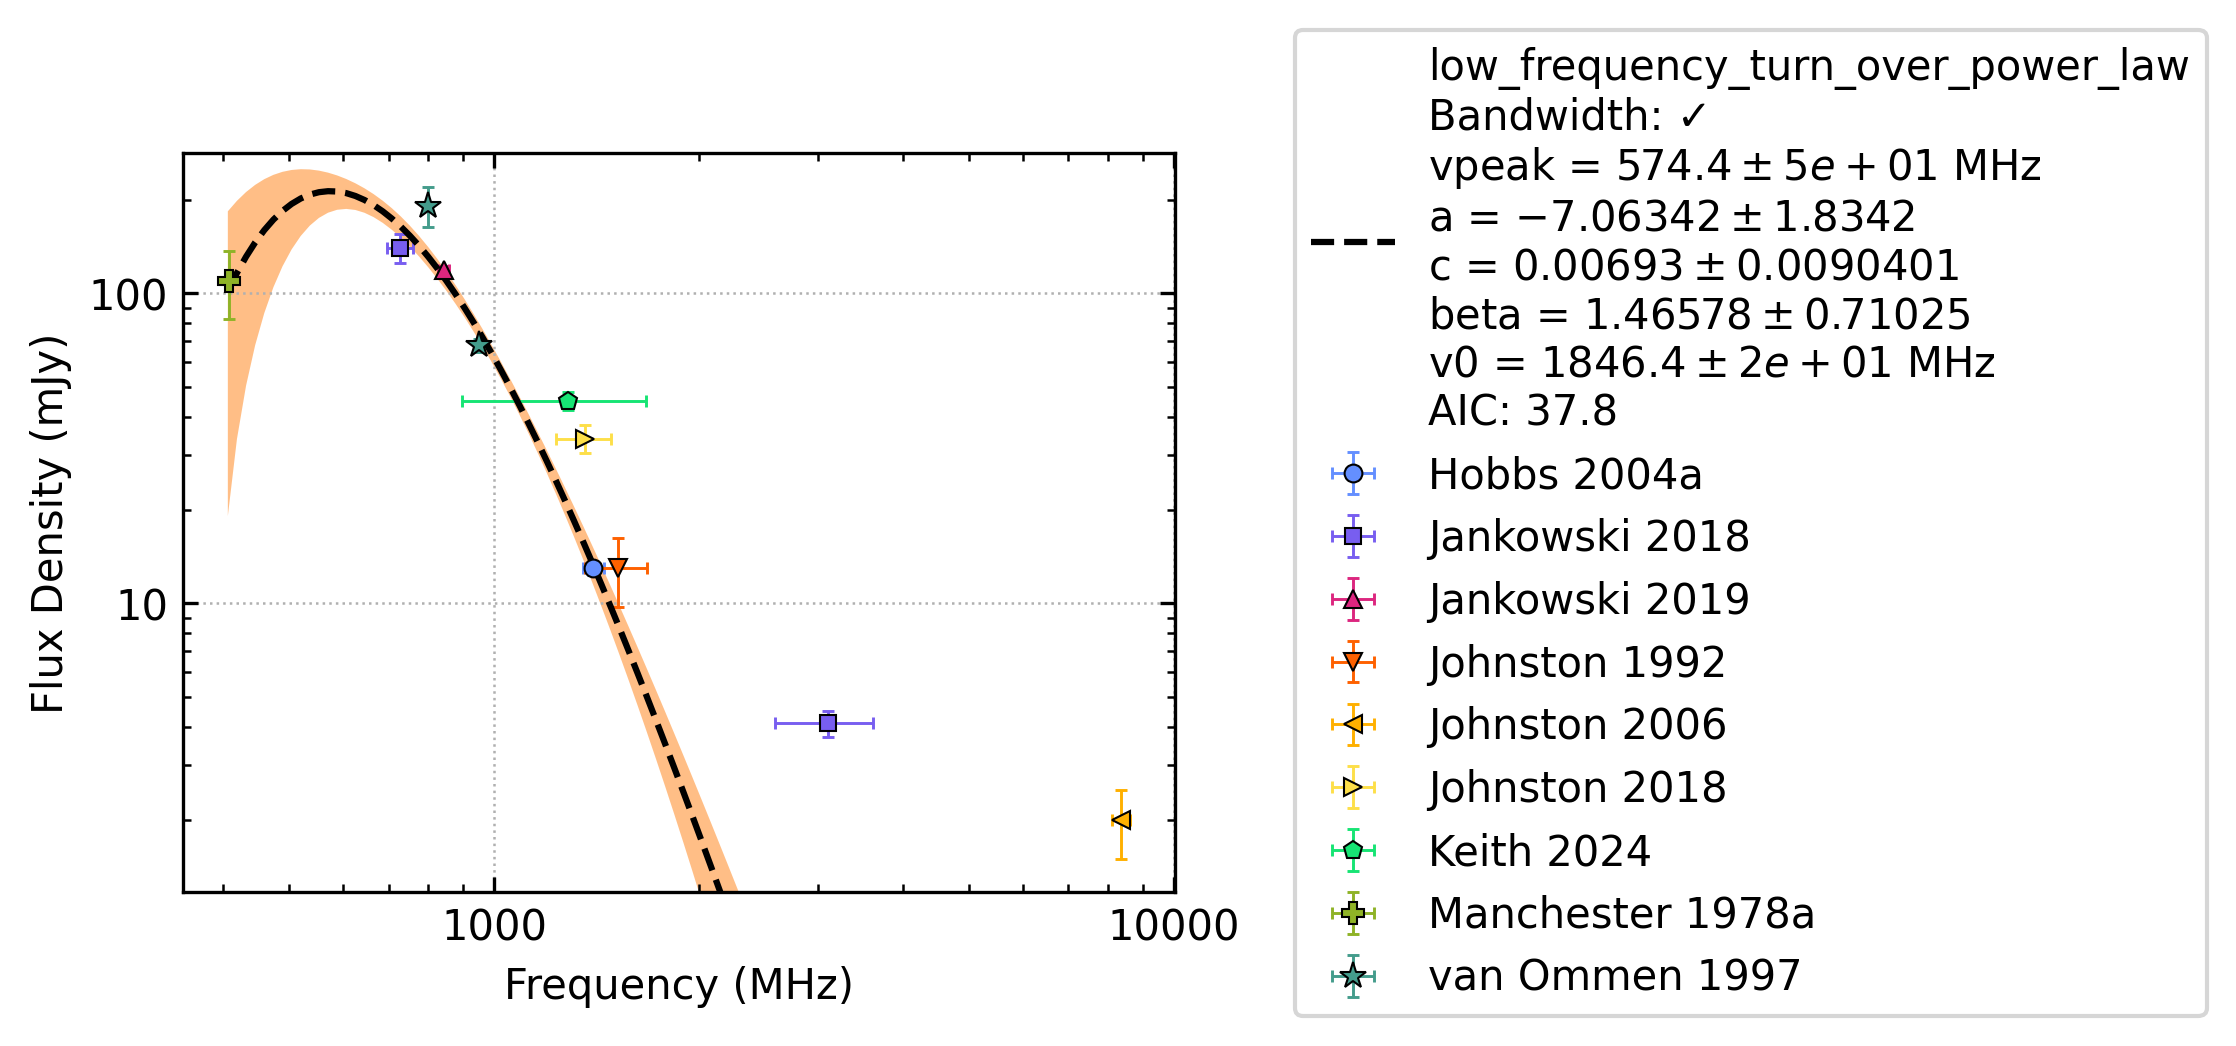 low_frequency_turn_over_power_law
Bandwidth: ✓
vpeak = 574.4 ± 5e + 01 MHz
a = −7.06342 ± 1.8342
c = 0.00693 ± 0.0090401
beta = 1.46578 ± 0.71025
v0 = 1846.4 ± 2e + 01 MHz
AIC: 37.8
Hobbs 2004a
Jankowski 2018
Jankowski 2019
Johnston 1992
Johnston 2006
Johnston 2018
Keith 2024
Manchester 1978a
van Ommen 1997
Flux Density (mJy)
100
10
1000
10000
Frequency (MHz)